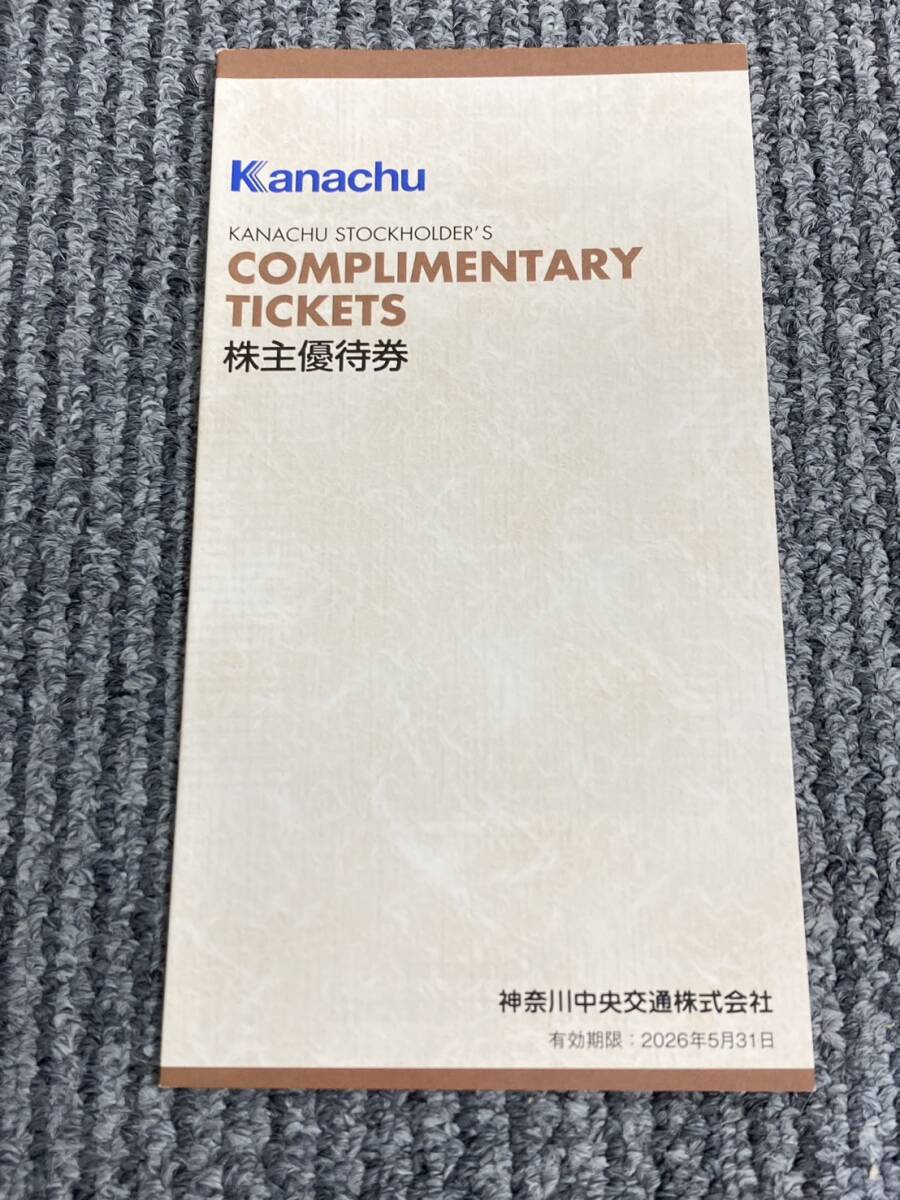 Kanachu
KANACHU STOCKHOLDER'S
COMPLIMENTARY
TICKETS
株主優待券
神奈川中央交通株式会社
有効期限：2026年5月31日